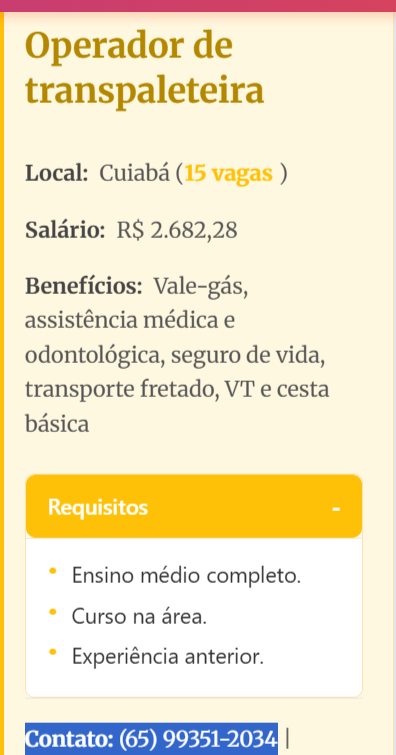 Operador de
transpaleteira
Local: Cuiabá (15 vagas )
Salário: R$ 2.682,28
Benefícios: Vale-gás,
assistência médica e
odontológica, seguro de vida,
transporte fretado, VT e cesta
básica
Requisitos -
• Ensino médio completo.
• Curso na área.
• Experiência anterior.
Contato: (65) 99351-2034 |